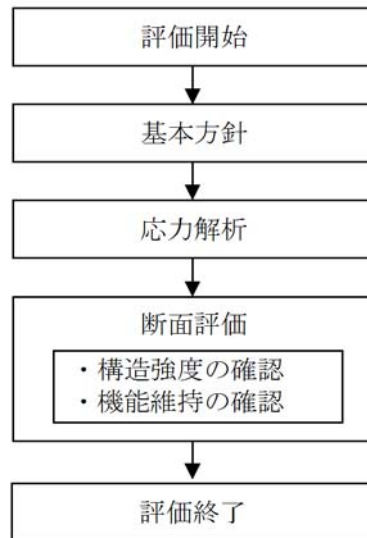 評価開始
基本方針
応力解析
断面評価
・構造強度の確認
・機能維持の確認
評価終了